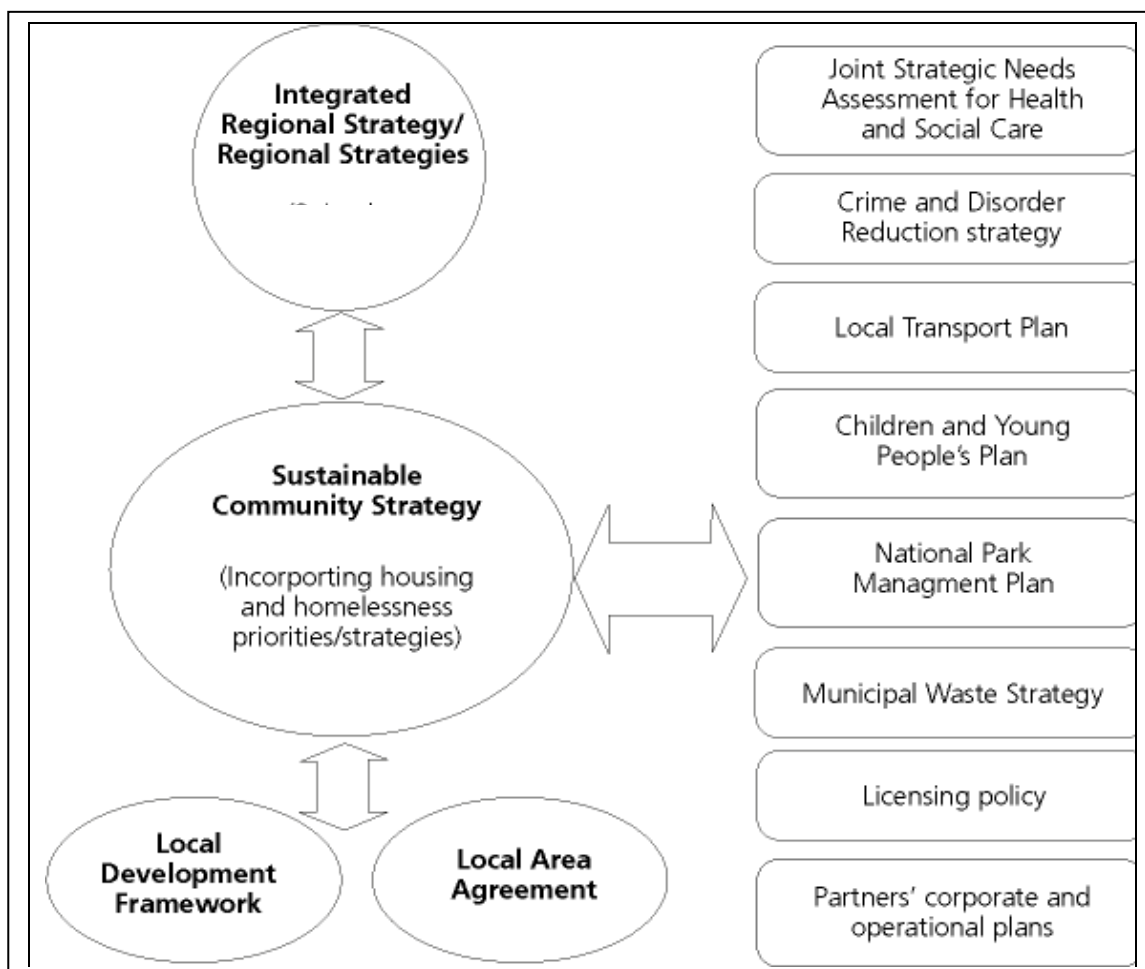 Integrated
Regional Strategy/
Regional Strategies
Sustainable
Community Strategy
(Incorporting housing
and homelessness
priorities/strategies)
Local
Development
Framework
Local Area
Agreement
Joint Strategic Needs
Assessment for Health
and Social Care
Crime and Disorder
Reduction strategy
Local Transport Plan
Children and Young
People’s Plan
National Park
Managment Plan
Municipal Waste Strategy
Licensing policy
Partners’ corporate and
operational plans